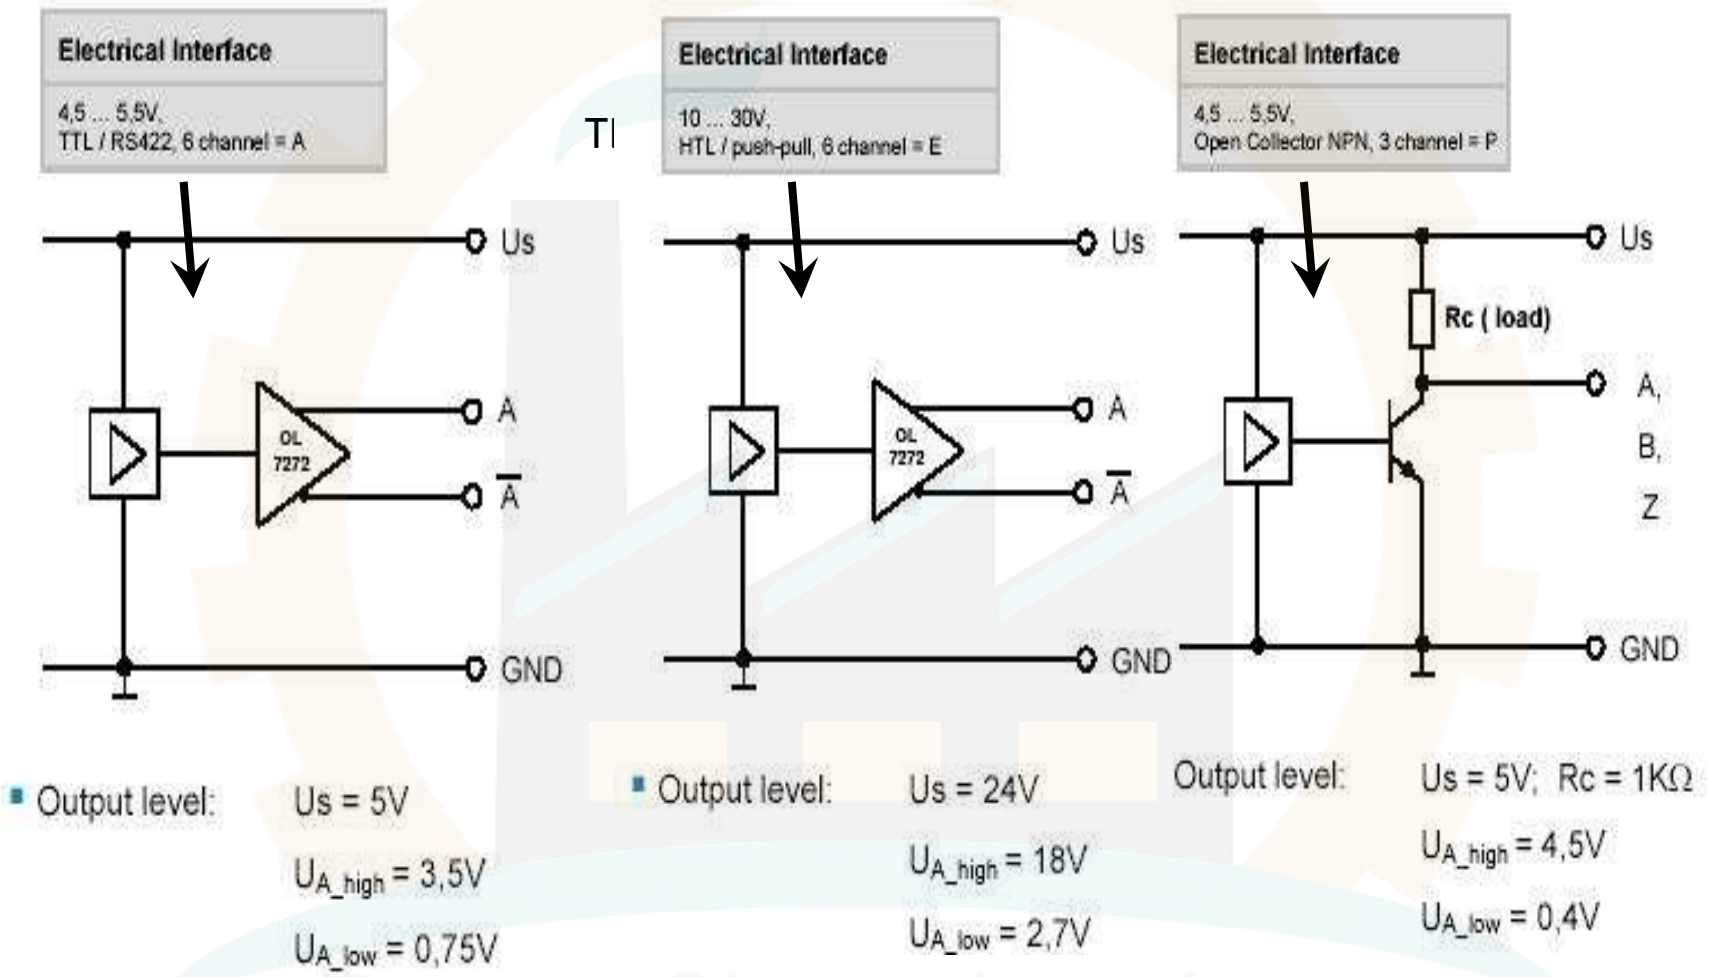 Electrical Interface
4,5 ... 5,5V,
TTL / RS422, 6 channel = A
Us
OL
7272
A
A̅
GND
Output level: Us = 5V
UA_high = 3,5V
UA_low = 0,75V
Electrical Interface
10 ... 30V,
HTL / push-pull, 6 channel = E
Us
OL
7272
A
A̅
GND
Output level: Us = 24V
UA_high = 18V
UA_low = 2,7V
Electrical Interface
4,5 ... 5,5V,
Open Collector NPN, 3 channel = P
Us
Rc ( load)
A,
B,
Z
GND
Output level: Us = 5V; Rc = 1KΩ
UA_high = 4,5V
UA_low = 0,4V